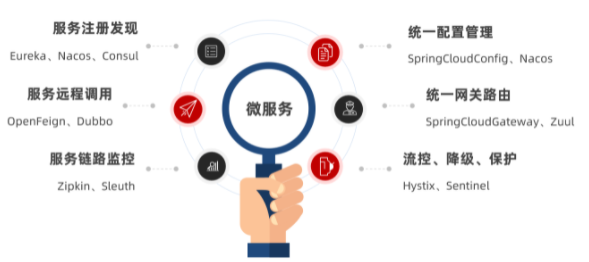 服务注册发现
Eureka、Nacos、Consul
服务远程调用
OpenFeign、Dubbo
服务链路监控
Zipkin、Sleuth
微服务
统一配置管理
SpringCloudConfig、Nacos
统一网关路由
SpringCloudGateway、Zuul
流控、降级、保护
Hystix、Sentinel